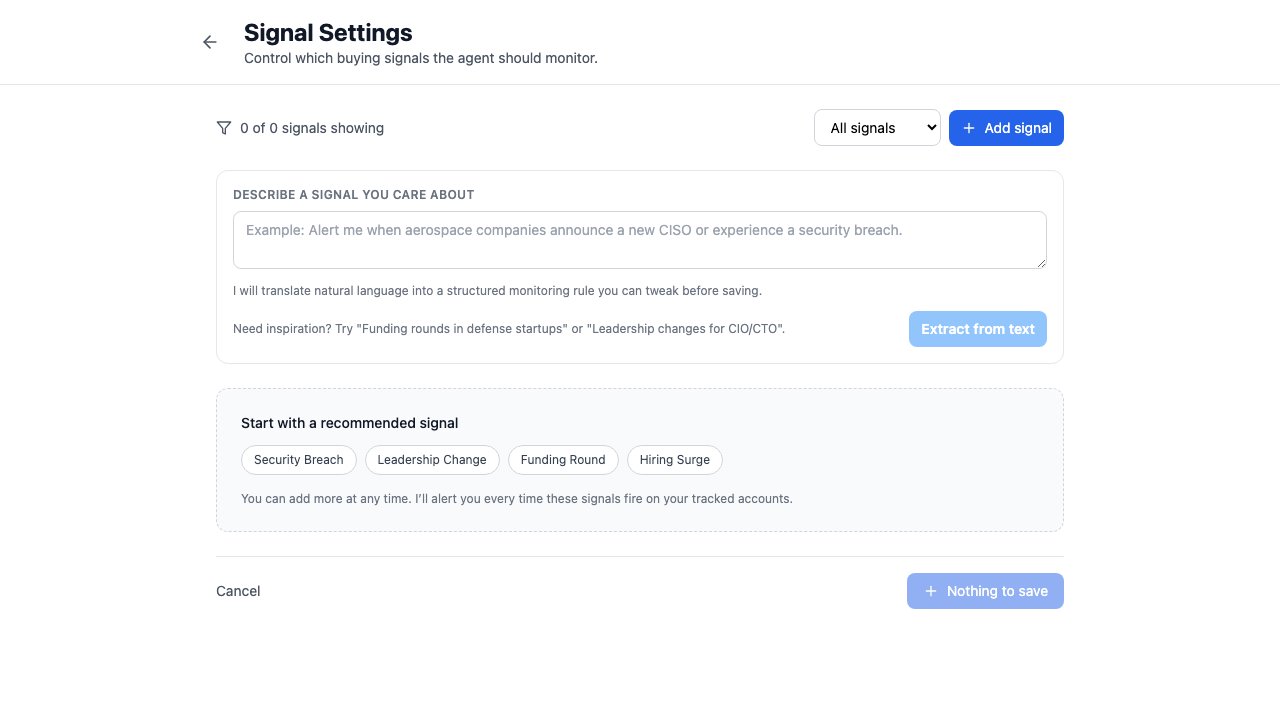 Signal Settings
Control which buying signals the agent should monitor.
0 of 0 signals showing
All signals
Add signal
DESCRIBE A SIGNAL YOU CARE ABOUT
Example: Alert me when aerospace companies announce a new CISO or experience a security breach.
I will translate natural language into a structured monitoring rule you can tweak before saving.
Need inspiration? Try "Funding rounds in defense startups" or "Leadership changes for CIO/CTO".
Extract from text
Start with a recommended signal
Security Breach
Leadership Change
Funding Round
Hiring Surge
You can add more at any time. I’ll alert you every time these signals fire on your tracked accounts.
Cancel
Nothing to save